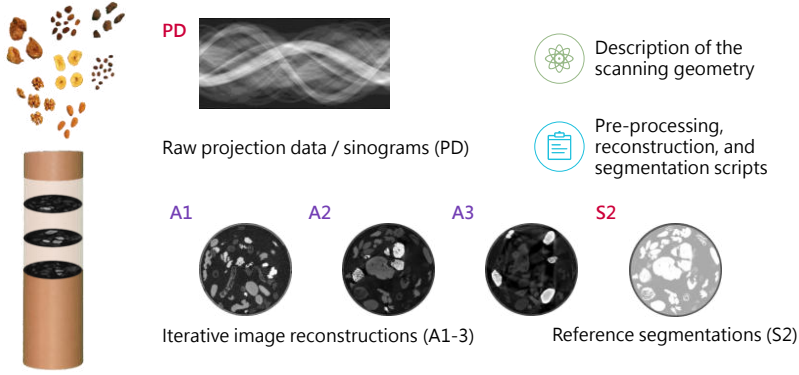 PD
Description of the
scanning geometry
Raw projection data / sinograms (PD)
Pre-processing,
reconstruction, and
segmentation scripts
A1
A2
A3
S2
Iterative image reconstructions (A1-3)
Reference segmentations (S2)